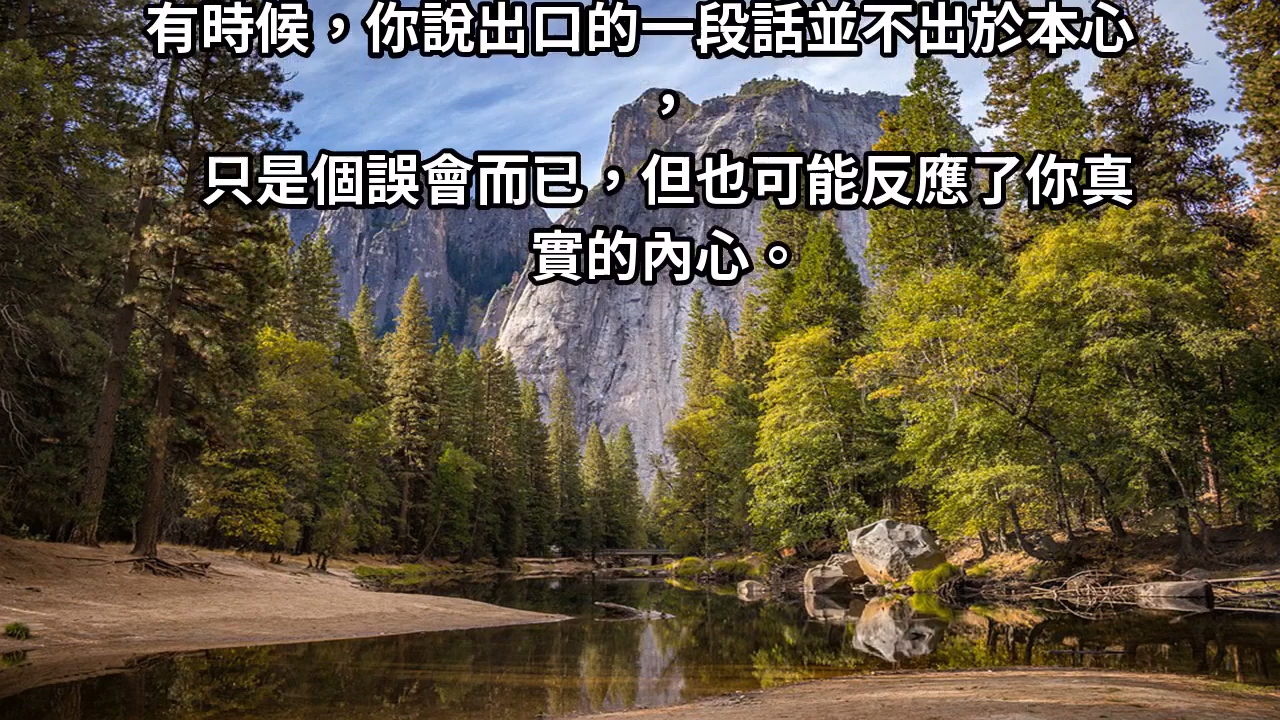 有時候，你說出口的一段話並不出於本心
，
只是個誤會而已，但也可能反應了你真
實的內心。